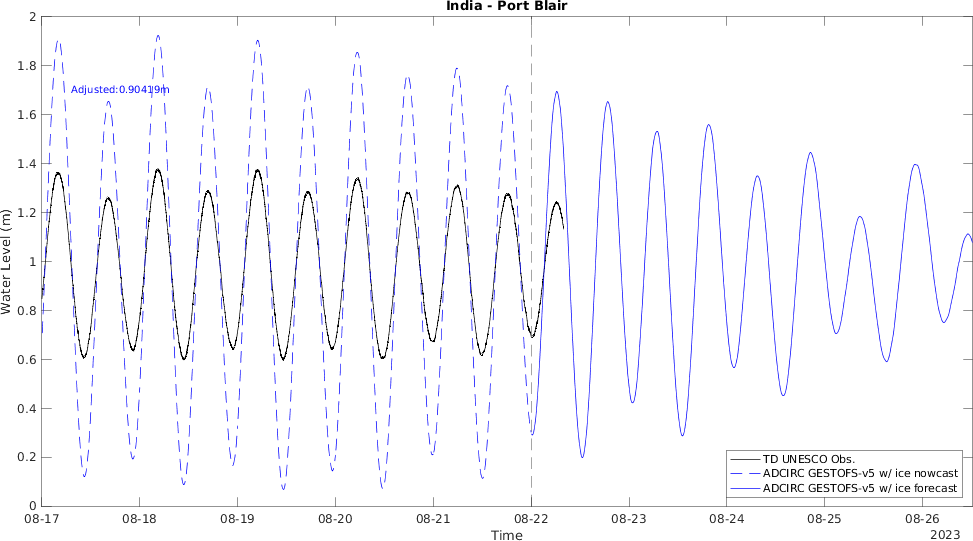 India - Port Blair
2
1.8
1.6
1.4
1.2
1
0.8
0.6
0.4
0.2
0
Water Level (m)
Adjusted:0.90419m
TD UNESCO Obs.
ADCIRC GESTOFS-v5 w/ ice nowcast
ADCIRC GESTOFS-v5 w/ ice forecast
08-17 08-18 08-19 08-20 08-21 08-22 08-23 08-24 08-25 08-26
Time
2023